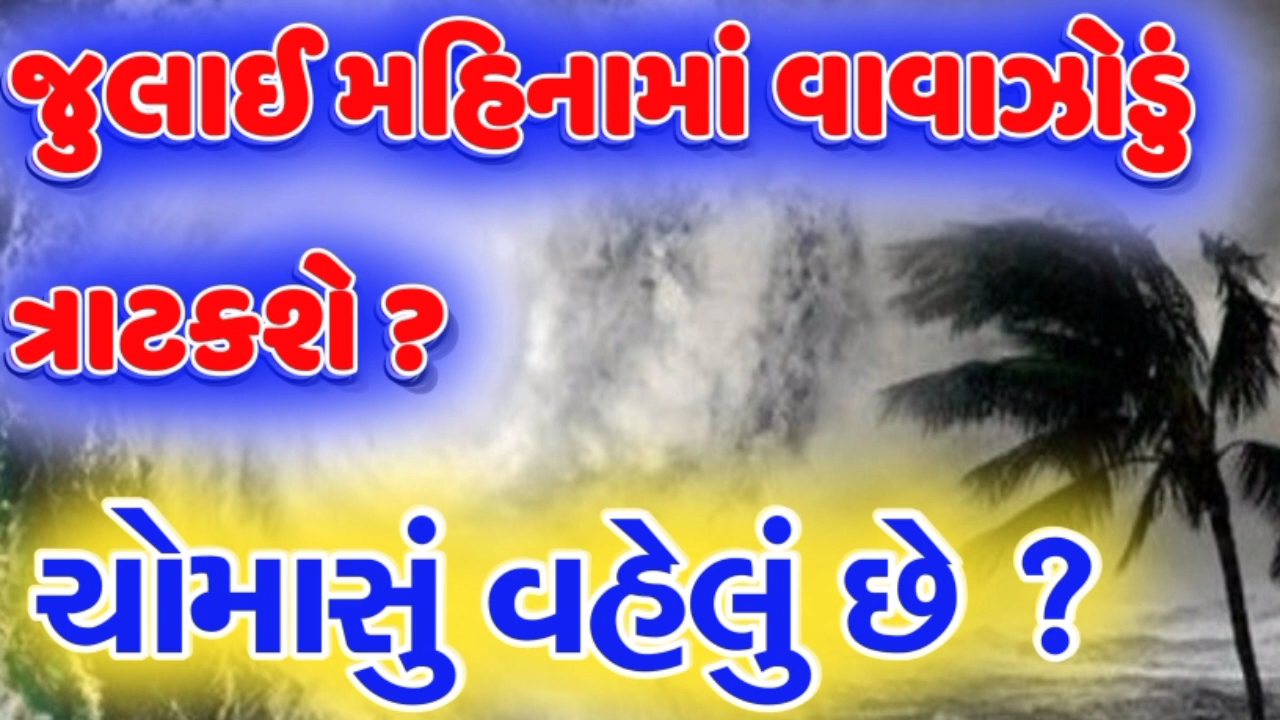 જુલાઈ મહિનામાં વાવાઝોડું
ત્રાટકશે ?
ચોમાસું વહેલું છે ?